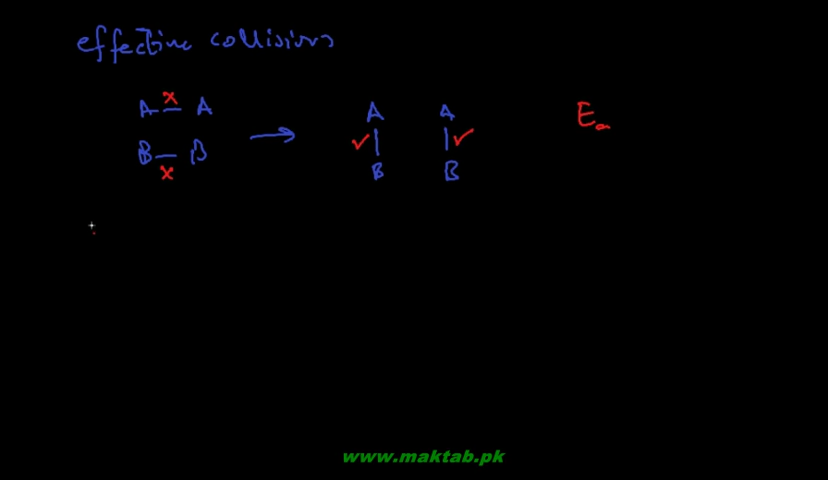 effective collisions
x
A — A A A Eₐ
→ ✓ | | ✓
B — B B B
x
www.maktab.pk